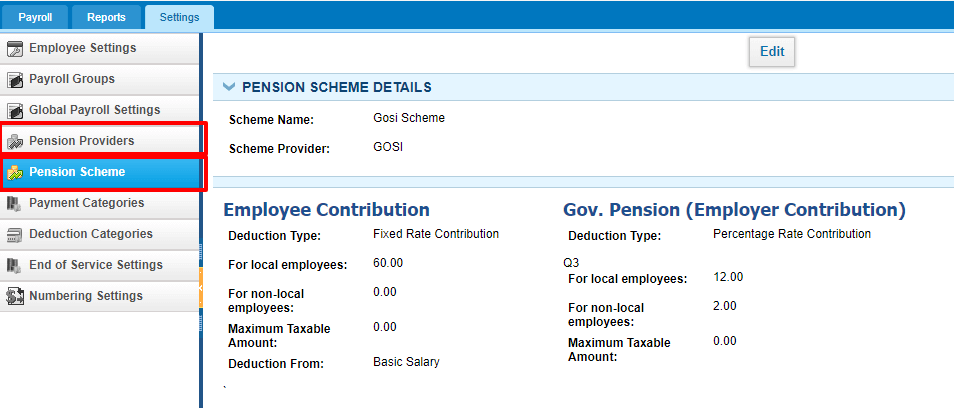 Payroll Reports Settings
Employee Settings
Payroll Groups
Global Payroll Settings
Pension Providers
Pension Scheme
Payment Categories
Deduction Categories
End of Service Settings
Numbering Settings
Edit
PENSION SCHEME DETAILS
Scheme Name: Gosi Scheme
Scheme Provider: GOSI
Employee Contribution
Deduction Type: Fixed Rate Contribution
For local employees: 60.00
For non-local 0.00
employees:
Maximum Taxable 0.00
Amount:
Deduction From: Basic Salary
`
Gov. Pension (Employer Contribution)
Deduction Type: Percentage Rate Contribution
Q3
For local employees: 12.00
For non-local 2.00
employees:
Maximum Taxable 0.00
Amount: